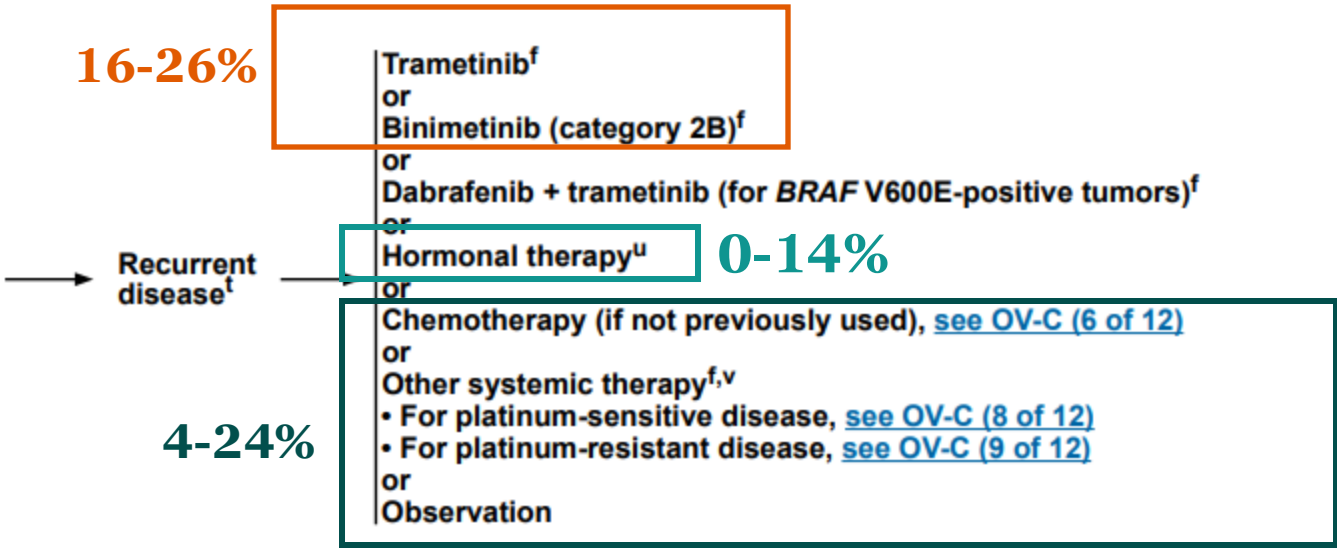 16-26%
Trametinibf
or
Binimetinib (category 2B)f
or
Dabrafenib + trametinib (for BRAF V600E-positive tumors)f
or
Hormonal therapyu
0-14%
Recurrent
diseaset
or
Chemotherapy (if not previously used), see OV-C (6 of 12)
or
Other systemic therapyf,v
• For platinum-sensitive disease, see OV-C (8 of 12)
4-24%
• For platinum-resistant disease, see OV-C (9 of 12)
or
Observation